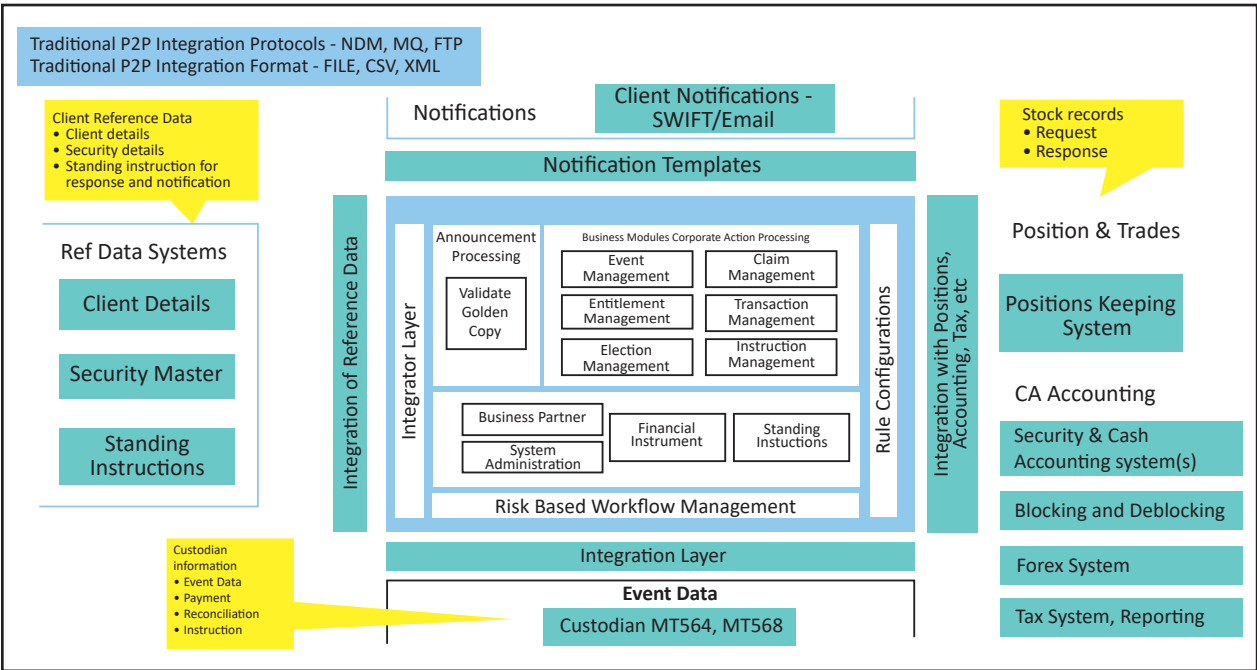 Traditional P2P Integration Protocols - NDM, MQ, FTP
Traditional P2P Integration Format - FILE, CSV, XML
Notifications
Client Notifications -
SWIFT/Email
Notification Templates
Client Reference Data
• Client details
• Security details
• Standing instruction for
response and notification
Stock records
• Request
• Response
Ref Data Systems
Client Details
Security Master
Standing
Instructions
Integration of Reference Data
Integrator Layer
Announcement
Processing
Validate
Golden
Copy
Business Modules Corporate Action Processing
Event
Management
Claim
Management
Entitlement
Management
Transaction
Management
Election
Management
Instruction
Management
Business Partner
System
Administration
Financial
Instrument
Standing
Instuctions
Risk Based Workflow Management
Rule Configurations
Integration with Positions,
Accounting, Tax, etc
Position & Trades
Positions Keeping
System
CA Accounting
Security & Cash
Accounting system(s)
Blocking and Deblocking
Forex System
Tax System, Reporting
Integration Layer
Custodian
information
• Event Data
• Payment
• Reconciliation
• Instruction
Event Data
Custodian MT564, MT568